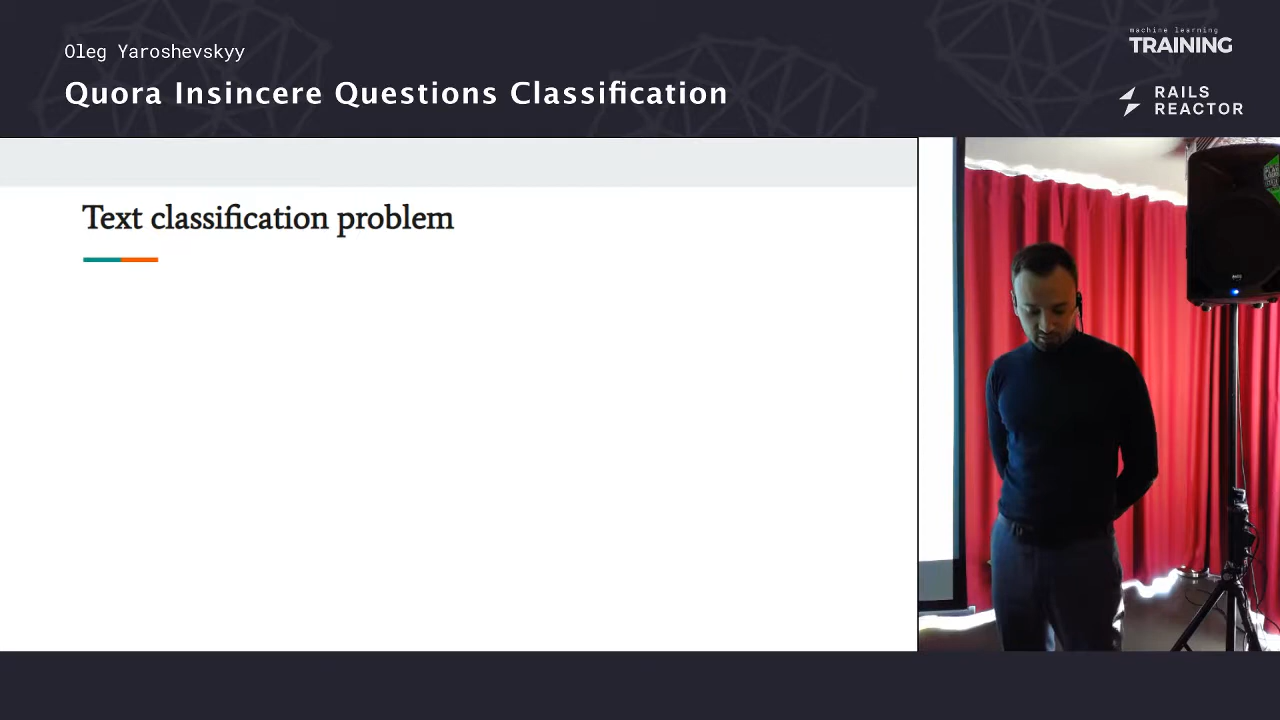 Oleg Yaroshevskyy
Quora Insincere Questions Classification
machine learning
TRAINING
RAILS
REACTOR
Text classification problem